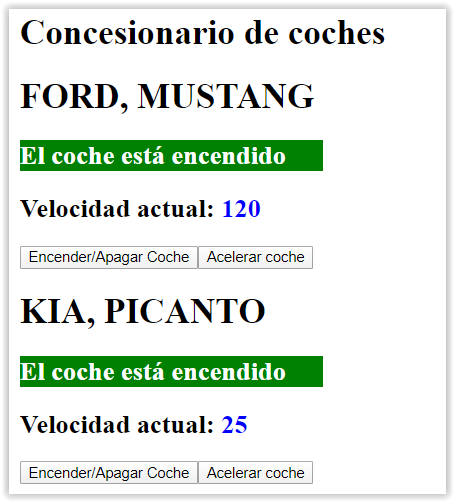 Concesionario de coches
FORD, MUSTANG
El coche está encendido
Velocidad actual: 120
Encender/Apagar Coche Acelerar coche
KIA, PICANTO
El coche está encendido
Velocidad actual: 25
Encender/Apagar Coche Acelerar coche